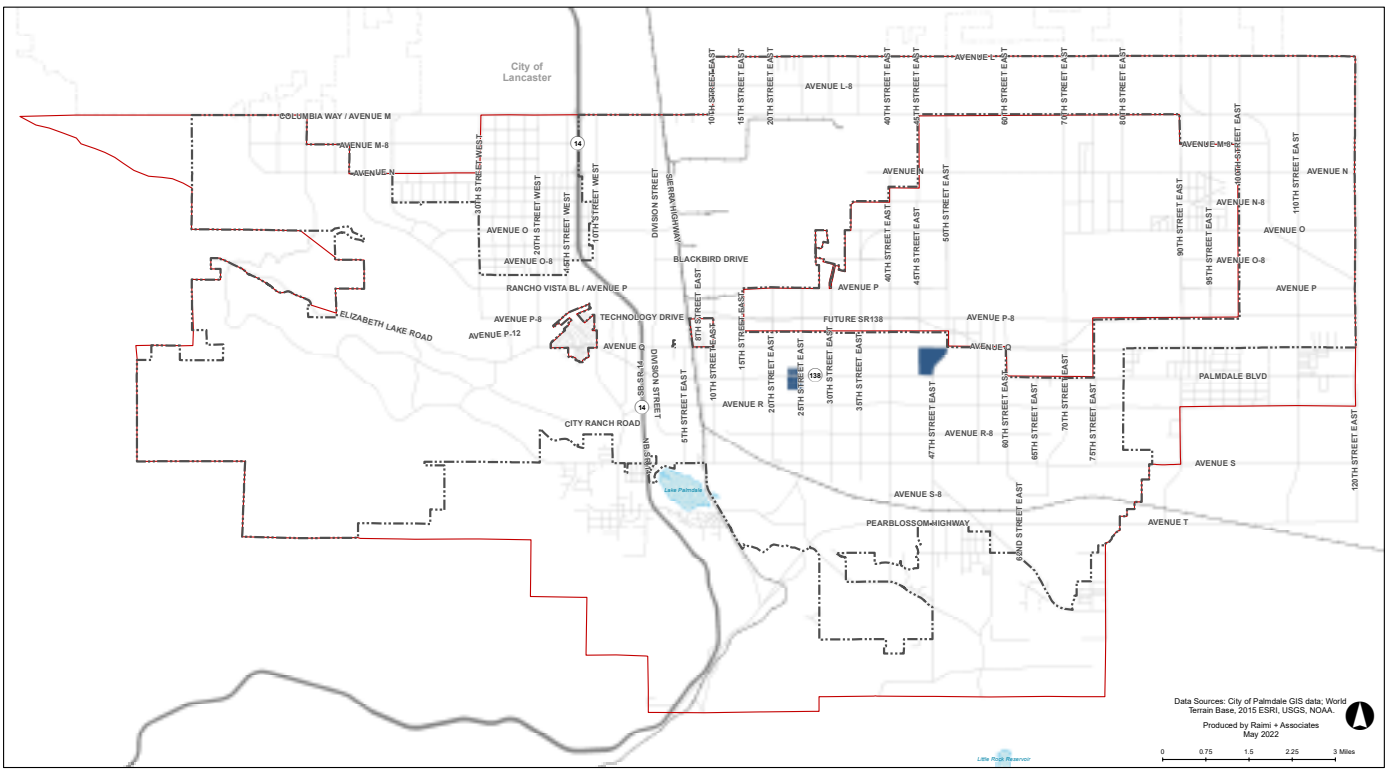 City of
Lancaster
AVENUE L
10TH STREET EAST
15TH STREET EAST
20TH STREET EAST
AVENUE L-8
40TH STREET EAST
45TH STREET EAST
60TH STREET EAST
70TH STREET EAST
80TH STREET EAST
COLUMBIA WAY / AVENUE M
AVENUE M-8
AVENUE N
14
30TH STREET WEST
20TH STREET WEST
15TH STREET WEST
10TH STREET WEST
DIVISION STREET
SIERRA HIGHWAY
AVENUE N
AVENUE M-8
100TH STREET EAST
110TH STREET EAST
AVENUE N
AVENUE N-8
AVENUE O
AVENUE O
AVENUE O-8
AVENUE O-8
40TH STREET EAST
45TH STREET EAST
50TH STREET EAST
90TH STREET EAST
95TH STREET EAST
BLACKBIRD DRIVE
RANCHO VISTA BL / AVENUE P
AVENUE P
AVENUE P
ELIZABETH LAKE ROAD
AVENUE P-8
AVENUE P-12
TECHNOLOGY DRIVE
8TH STREET EAST
FUTURE SR138
AVENUE P-8
AVENUE Q
AVENUE Q
SB SR-14
DIVISION STREET
5TH STREET EAST
10TH STREET EAST
15TH STREET EAST
20TH STREET EAST
25TH STREET EAST
138
30TH STREET EAST
35TH STREET EAST
47TH STREET EAST
60TH STREET EAST
65TH STREET EAST
70TH STREET EAST
75TH STREET EAST
PALMDALE BLVD
14
AVENUE R
CITY RANCH ROAD
AVENUE R-8
120TH STREET EAST
AVENUE S
Lake Palmdale
AVENUE S-8
62ND STREET EAST
PEARBLOSSOM HIGHWAY
AVENUE T
Data Sources: City of Palmdale GIS data; World
Terrain Base, 2015 ESRI, USGS, NOAA.
Produced by Raimi + Associates
May 2022
0 0.75 1.5 2.25 3 Miles
Little Rock Reservoir